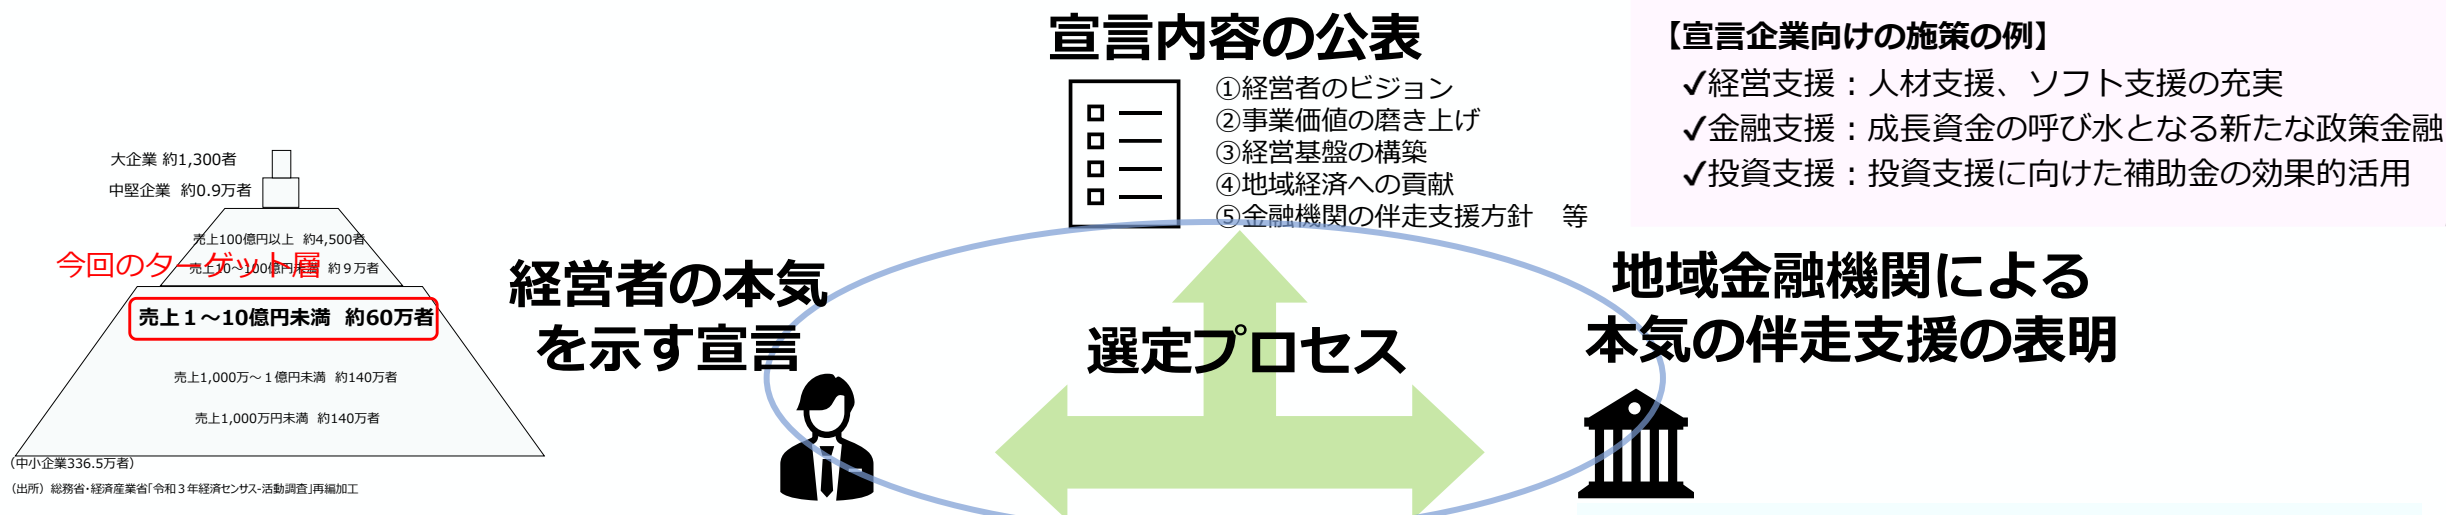 大企業 約1,300者
中堅企業 約0.9万者
売上100億円以上 約4,500者
今回のターゲット層
売上10～100億円未満 約９万者
売上１～10億円未満 約60万者
売上1,000万～１億円未満 約140万者
売上1,000万円未満 約140万者
（中小企業336.5万者）
（出所）総務省・経済産業省「令和３年経済センサス-活動調査」再編加工
経営者の本気
を示す宣言
宣言内容の公表
①経営者のビジョン
②事業価値の磨き上げ
③経営基盤の構築
④地域経済への貢献
⑤金融機関の伴走支援方針　等
選定プロセス
【宣言企業向けの施策の例】
✓経営支援：人材支援、ソフト支援の充実
✓金融支援：成長資金の呼び水となる新たな政策金融
✓投資支援：投資支援に向けた補助金の効果的活用
地域金融機関による
本気の伴走支援の表明